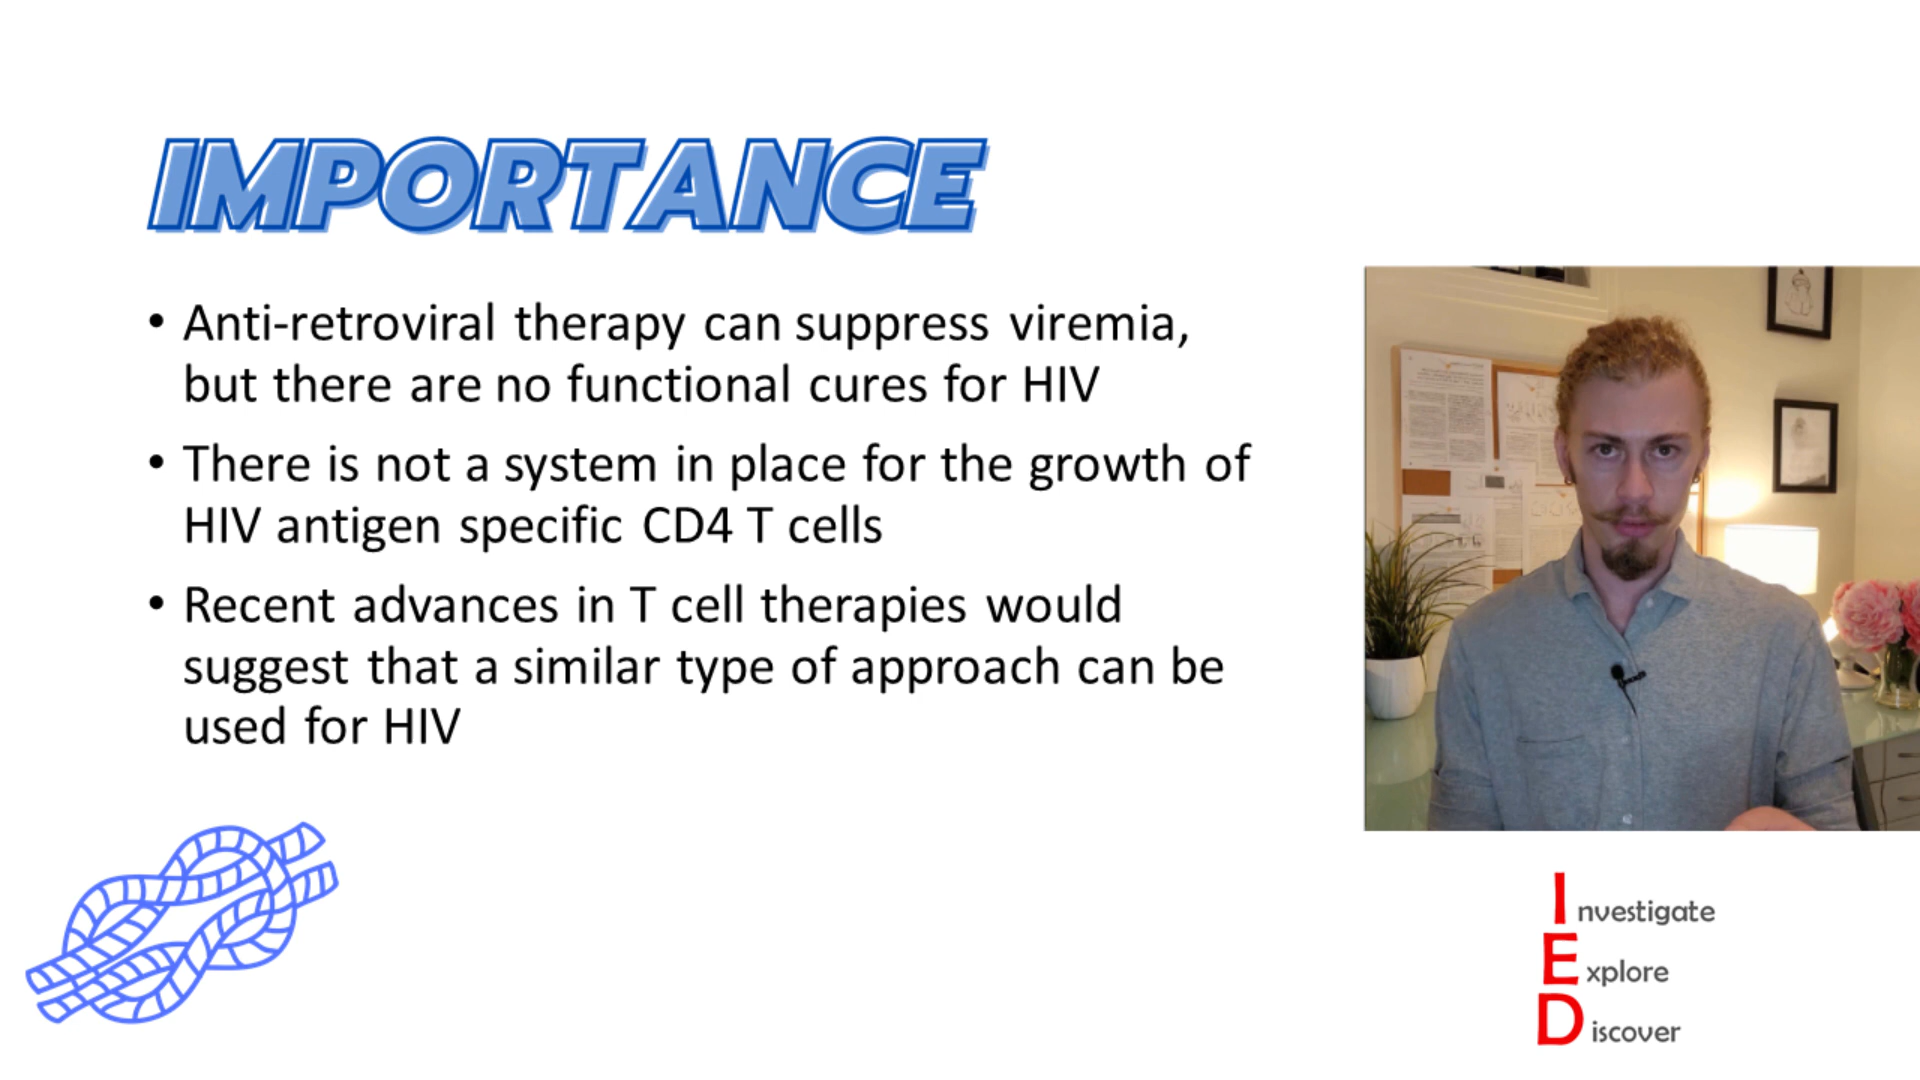 IMPORTANCE
• Anti-retroviral therapy can suppress viremia,
but there are no functional cures for HIV
• There is not a system in place for the growth of
HIV antigen specific CD4 T cells
• Recent advances in T cell therapies would
suggest that a similar type of approach can be
used for HIV
Investigate
Explore
Discover